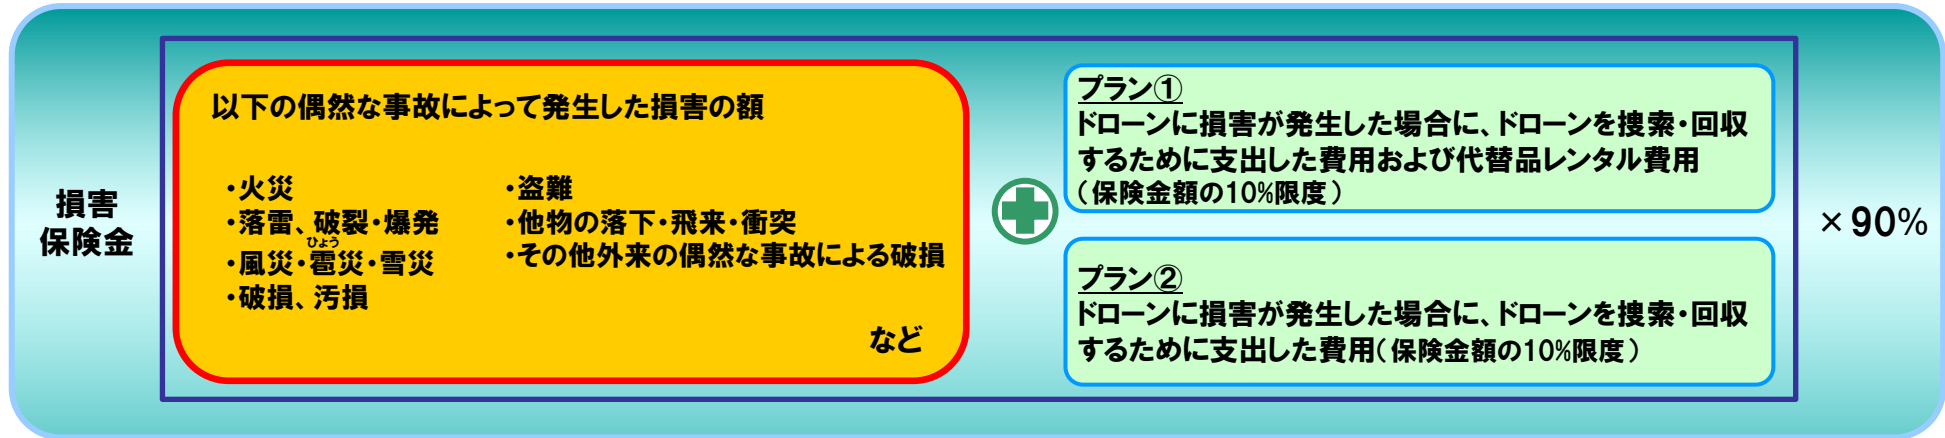 損害
保険金
以下の偶然な事故によって発生した損害の額
・火災
・落雷、破裂・爆発
ひょう
・風災・雹災・雪災
・破損、汚損
・盗難
・他物の落下・飛来・衝突
・その他外来の偶然な事故による破損
など
プラン①
ドローンに損害が発生した場合に、ドローンを捜索・回収
するために支出した費用および代替品レンタル費用
（保険金額の10%限度）
プラン②
ドローンに損害が発生した場合に、ドローンを捜索・回収
するために支出した費用（保険金額の10%限度）
×90%